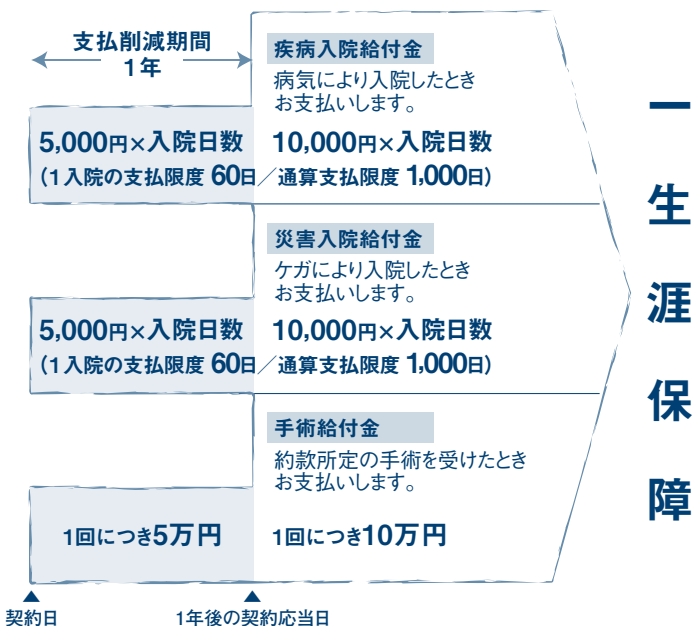 支払削減期間
1年
疾病入院給付金
病気により入院したとき
お支払いします。
5,000円×入院日数 10,000円×入院日数
(1入院の支払限度 60日/通算支払限度 1,000日)
災害入院給付金
ケガにより入院したとき
お支払いします。
5,000円×入院日数 10,000円×入院日数
(1入院の支払限度 60日/通算支払限度 1,000日)
手術給付金
約款所定の手術を受けたとき
お支払いします。
1回につき5万円 1回につき10万円
契約日 1年後の契約応当日
一生涯保障